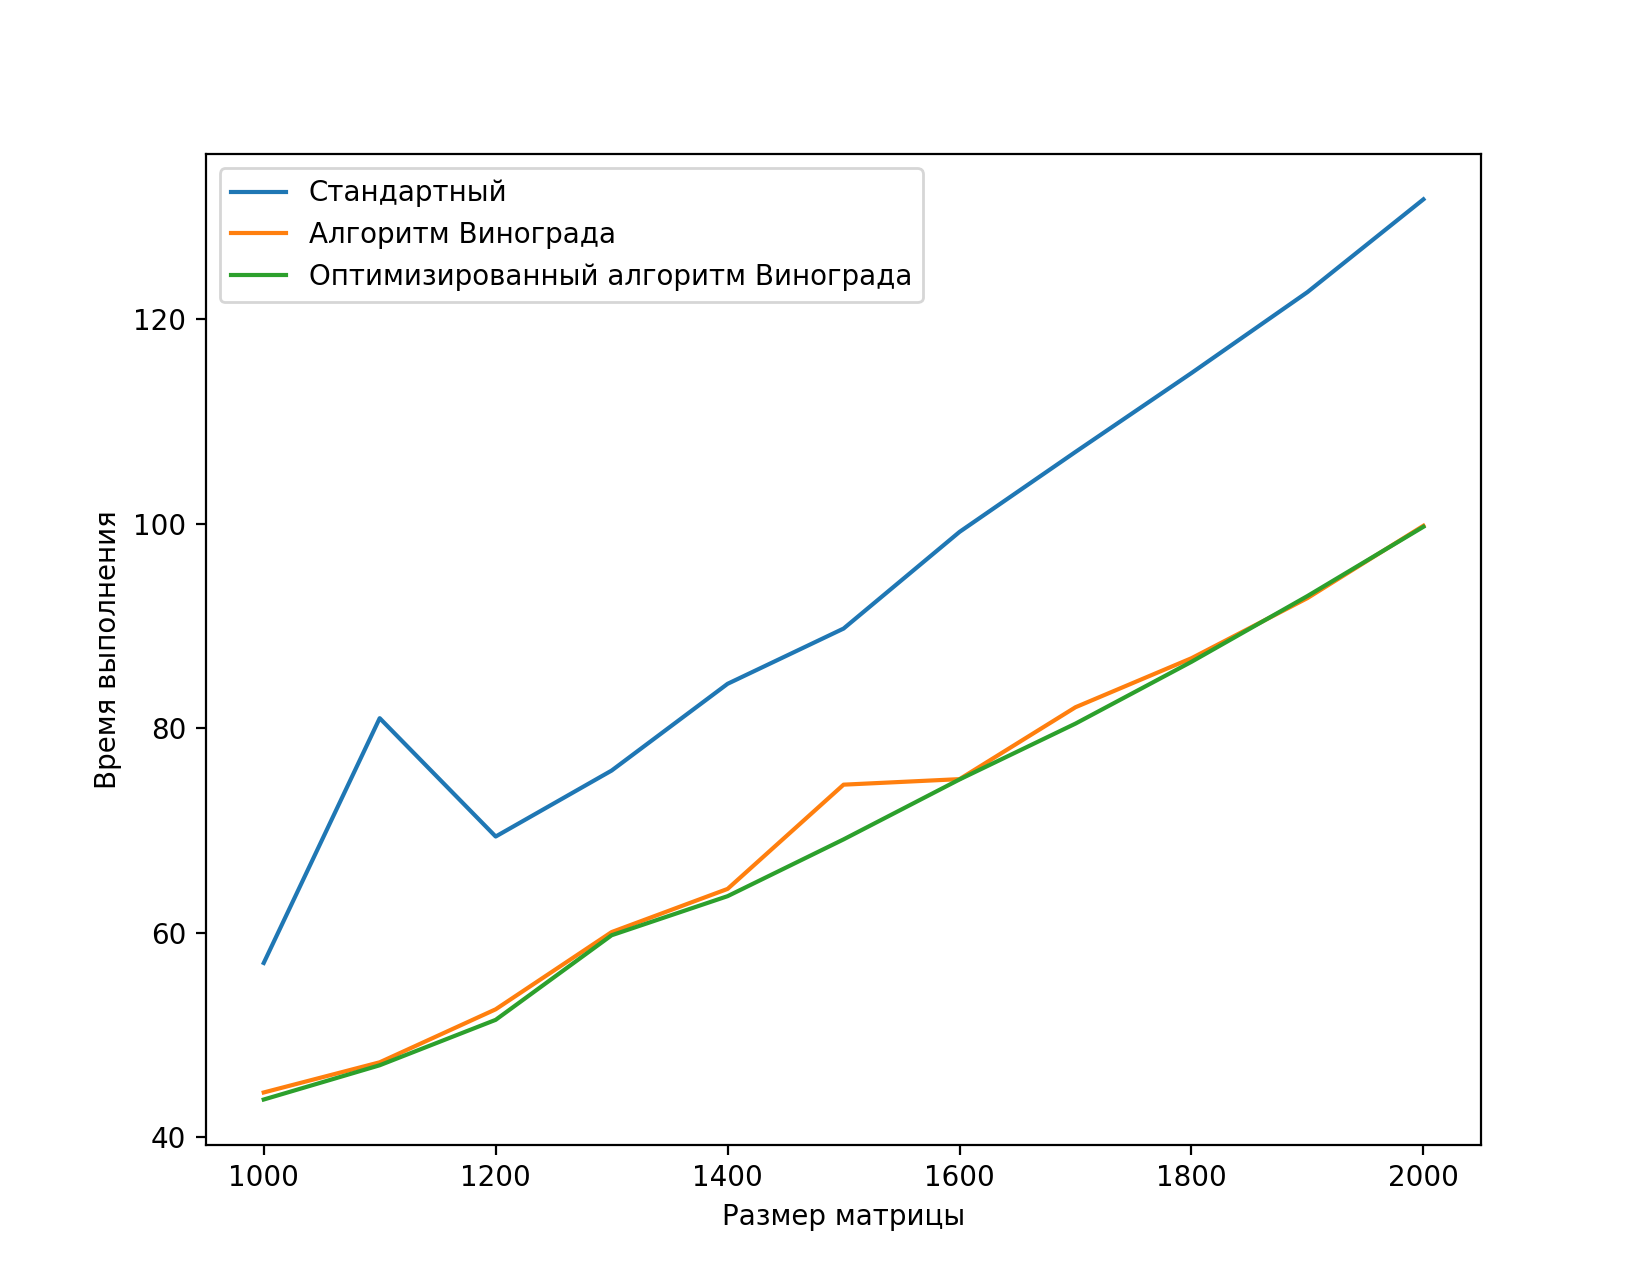 Стандартный
Алгоритм Винограда
Оптимизированный алгоритм Винограда
120
100
80
60
40
Время выполнения
1000 1200 1400 1600 1800 2000
Размер матрицы